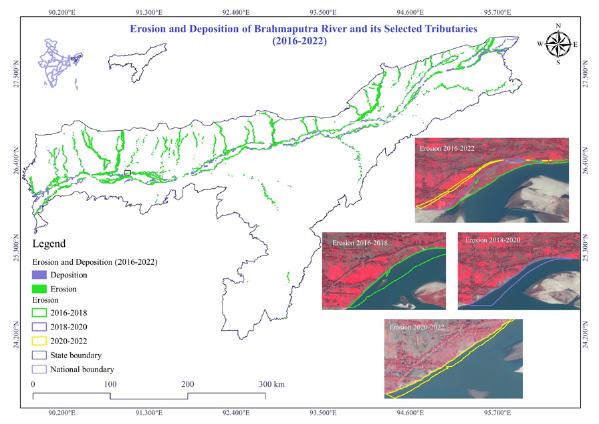 90.200°E 91.300°E 92.400°E 93.500°E 94.600°E 95.700°E
Erosion and Deposition of Brahmaputra River and its Selected Tributaries
(2016-2022)
N
W E
S
27.500°N 27.500°N
26.400°N 26.400°N
25.300°N 25.300°N
24.200°N 24.200°N
Erosion 2016-2022
Erosion 2016-2018
Erosion 2018-2020
Erosion 2020-2022
Legend
Erosion and Deposition (2016-2022)
Deposition
Erosion
Erosion
2016-2018
2018-2020
2020-2022
State boundary
National boundary
0 100 200 300 km
90.200°E 91.300°E 92.400°E 93.500°E 94.600°E 95.700°E